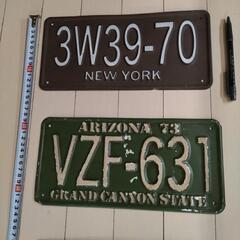 3W39-70
NEW YORK
ARIZONA 73
VZF-631
GRAND CANYON STATE